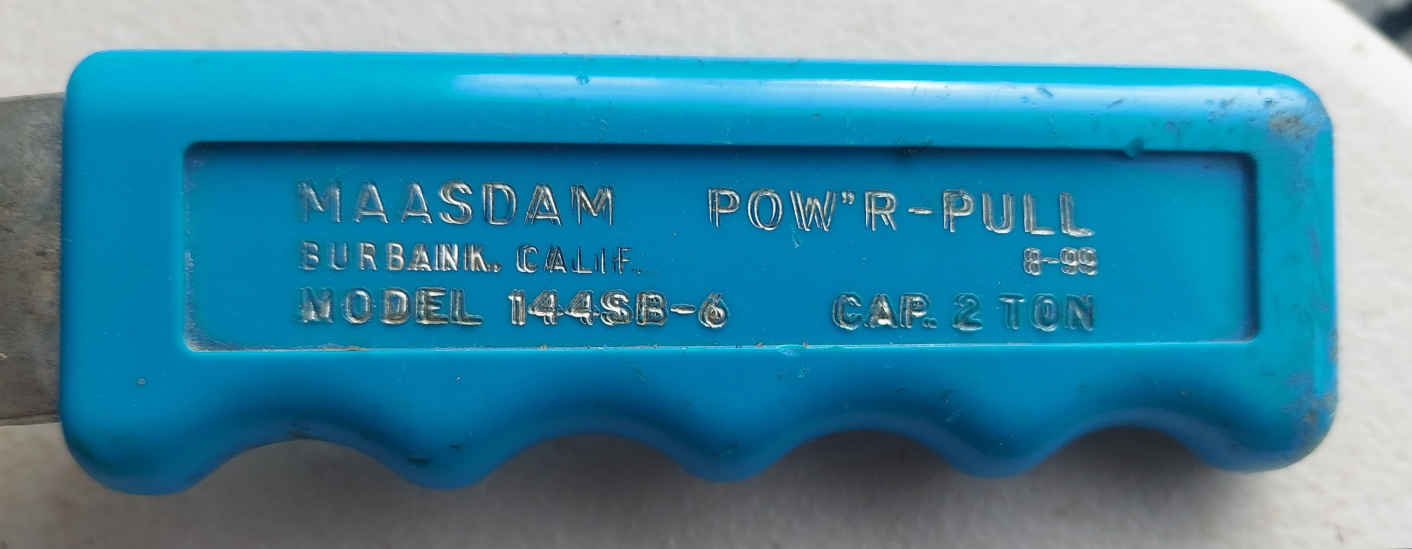 MAASDAM POW"R-PULL
BURBANK, CALIF. 8-99
MODEL 144SB-6 CAP. 2 TON